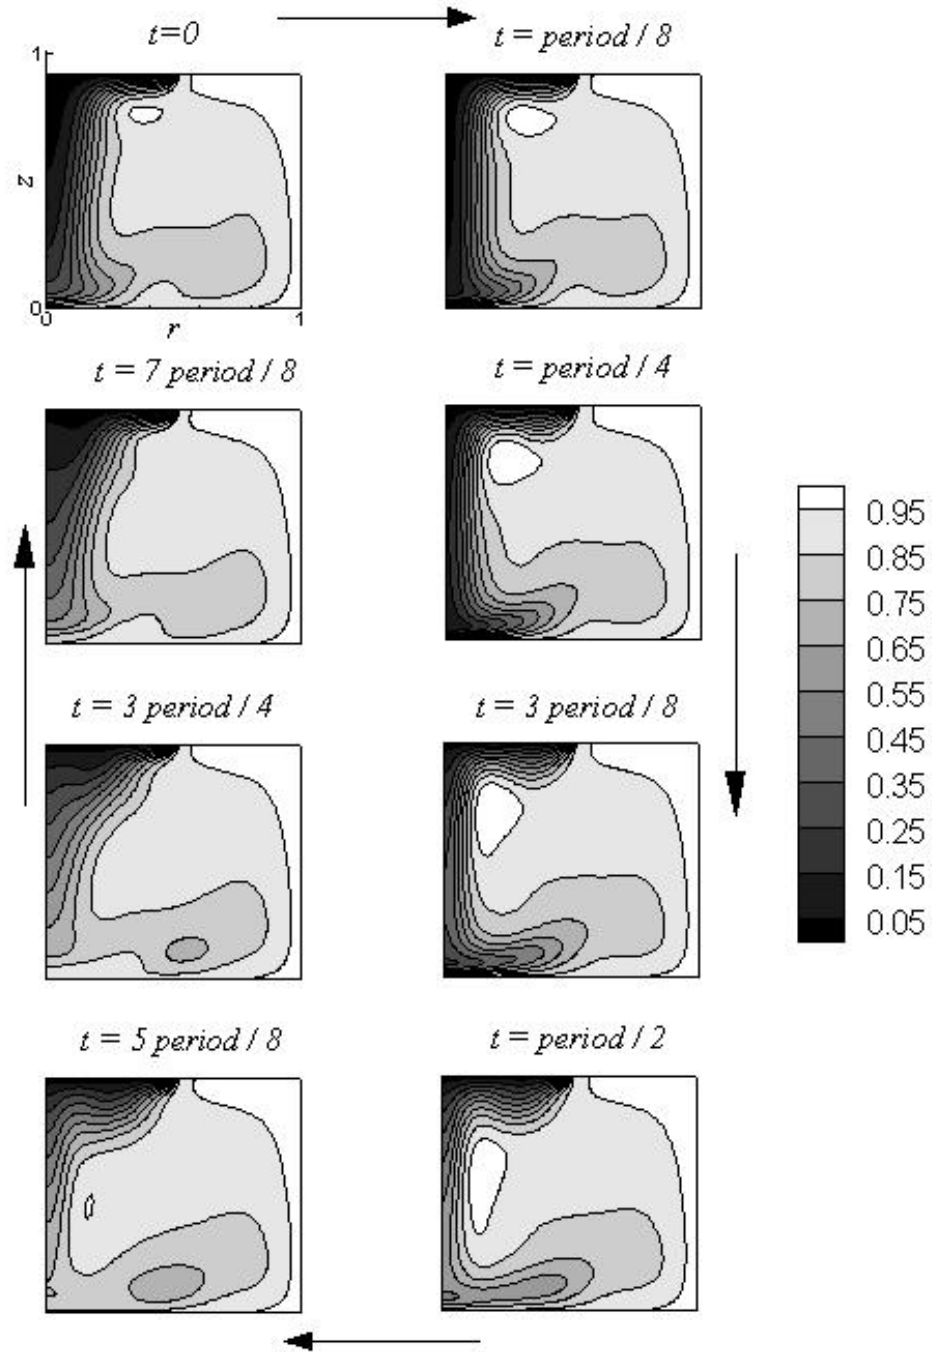 t=0
t = period / 8
1
z
0
0
r
1
t = 7 period / 8
t = period / 4
0.95
0.85
0.75
0.65
0.55
0.45
0.35
0.25
0.15
0.05
t = 3 period / 4
t = 3 period / 8
t = 5 period / 8
t = period / 2